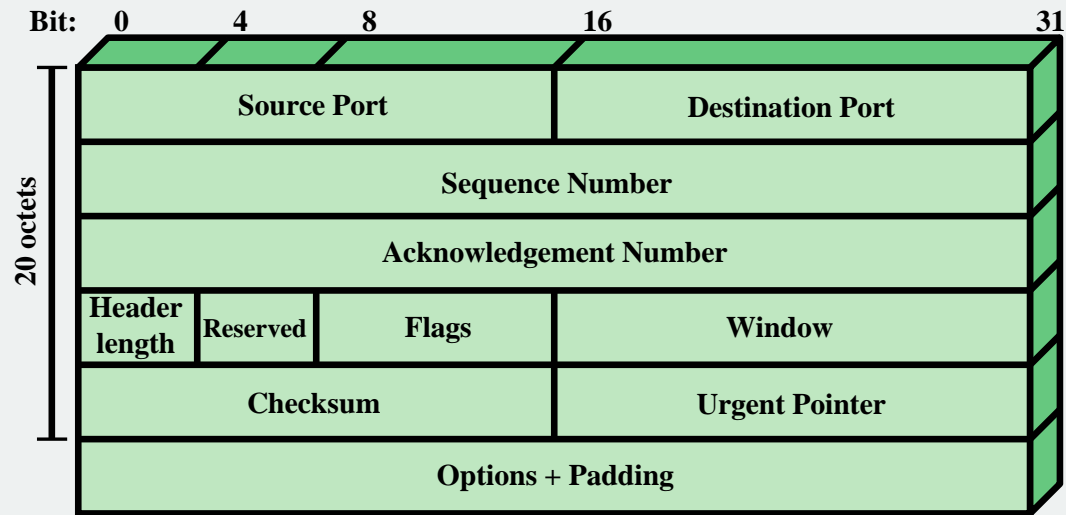 Bit: 0 4 8 16 31
Source Port Destination Port
Sequence Number
Acknowledgement Number
Header length Reserved Flags Window
Checksum Urgent Pointer
Options + Padding
20 octets